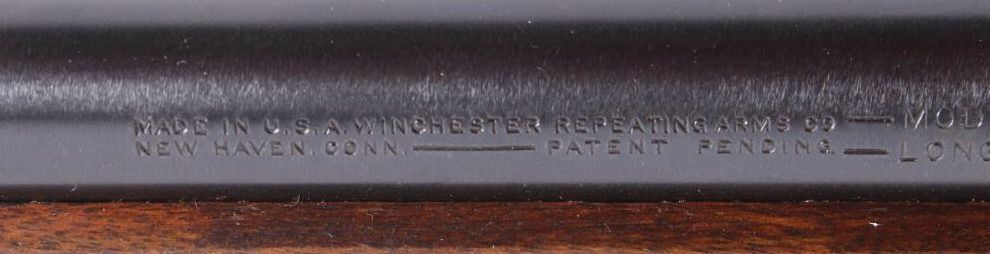 MADE IN U.S.A. WINCHESTER REPEATING ARMS CO — MOD
NEW HAVEN. CONN. — PATENT PENDING. — LONG